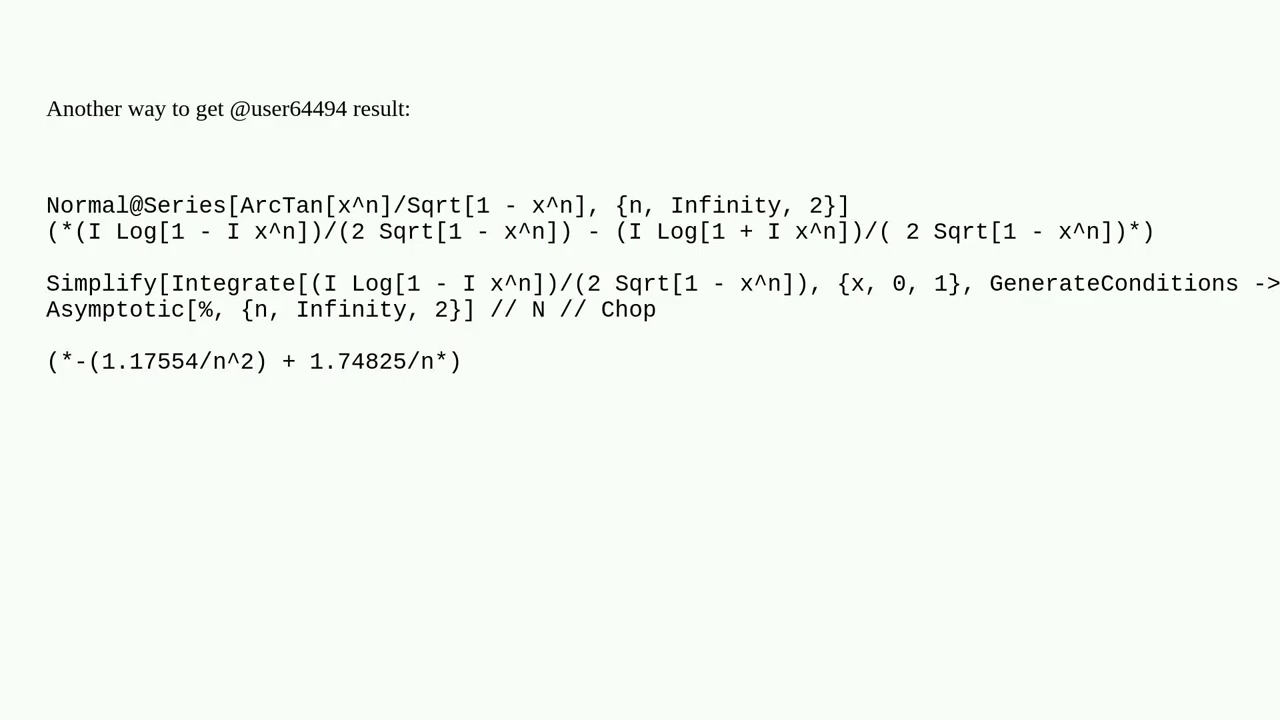 Another way to get @user64494 result:
Normal@Series[ArcTan[x^n]/Sqrt[1 - x^n], {n, Infinity, 2}]
(*(I Log[1 - I x^n])/(2 Sqrt[1 - x^n]) - (I Log[1 + I x^n])/( 2 Sqrt[1 - x^n])*)
Simplify[Integrate[(I Log[1 - I x^n])/(2 Sqrt[1 - x^n]), {x, 0, 1}, GenerateConditions ->
Asymptotic[%, {n, Infinity, 2}] // N // Chop
(*-(1.17554/n^2) + 1.74825/n*)